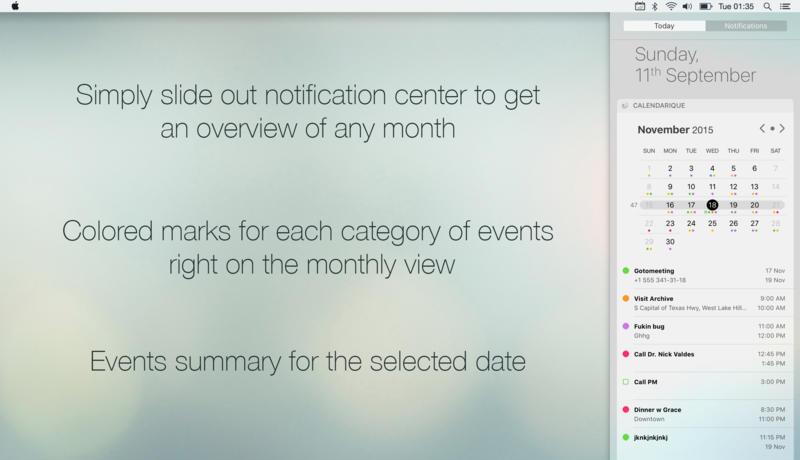 Tue 01:35
Today Notifications
Sunday,
11th September
Simply slide out notification center to get
an overview of any month
Colored marks for each category of events
right on the monthly view
Events summary for the selected date
CALENDARIQUE
November 2015
SUN MON TUE WED THU FRI SAT
1 2 3 4 5 6 7
8 9 10 11 12 13 14
47 15 16 17 18 19 20 21
22 23 24 25 26 27 28
29 30
Gotomeeting 17 Nov
+1 555 341-31-18 19 Nov
Visit Archive 9:00 AM
S Capital of Texas Hwy, West Lake Hill... 10:00 AM
Fukin bug 11:00 AM
Ghhg 12:00 PM
Call Dr. Nick Valdes 12:45 PM
1:45 PM
Call PM 3:00 PM
Dinner w Grace 8:30 PM
Downtown 11:00 PM
jknkjnkjnkj 11:15 PM
19 Nov